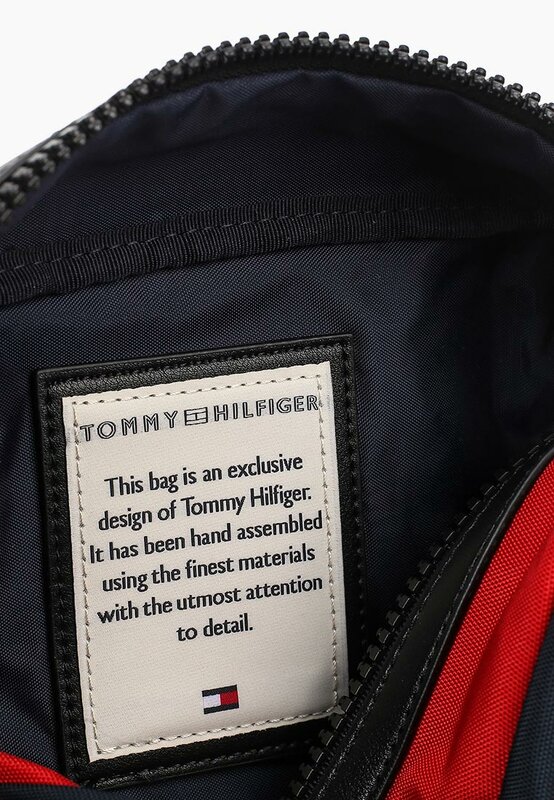 TOMMY HILFIGER
This bag is an exclusive
design of Tommy Hilfiger.
It has been hand assembled
using the finest materials
with the utmost attention
to detail.